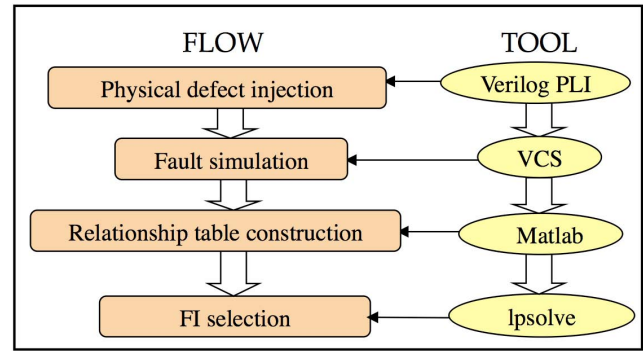 FLOW TOOL
Physical defect injection Verilog PLI
Fault simulation VCS
Relationship table construction Matlab
FI selection lpsolve